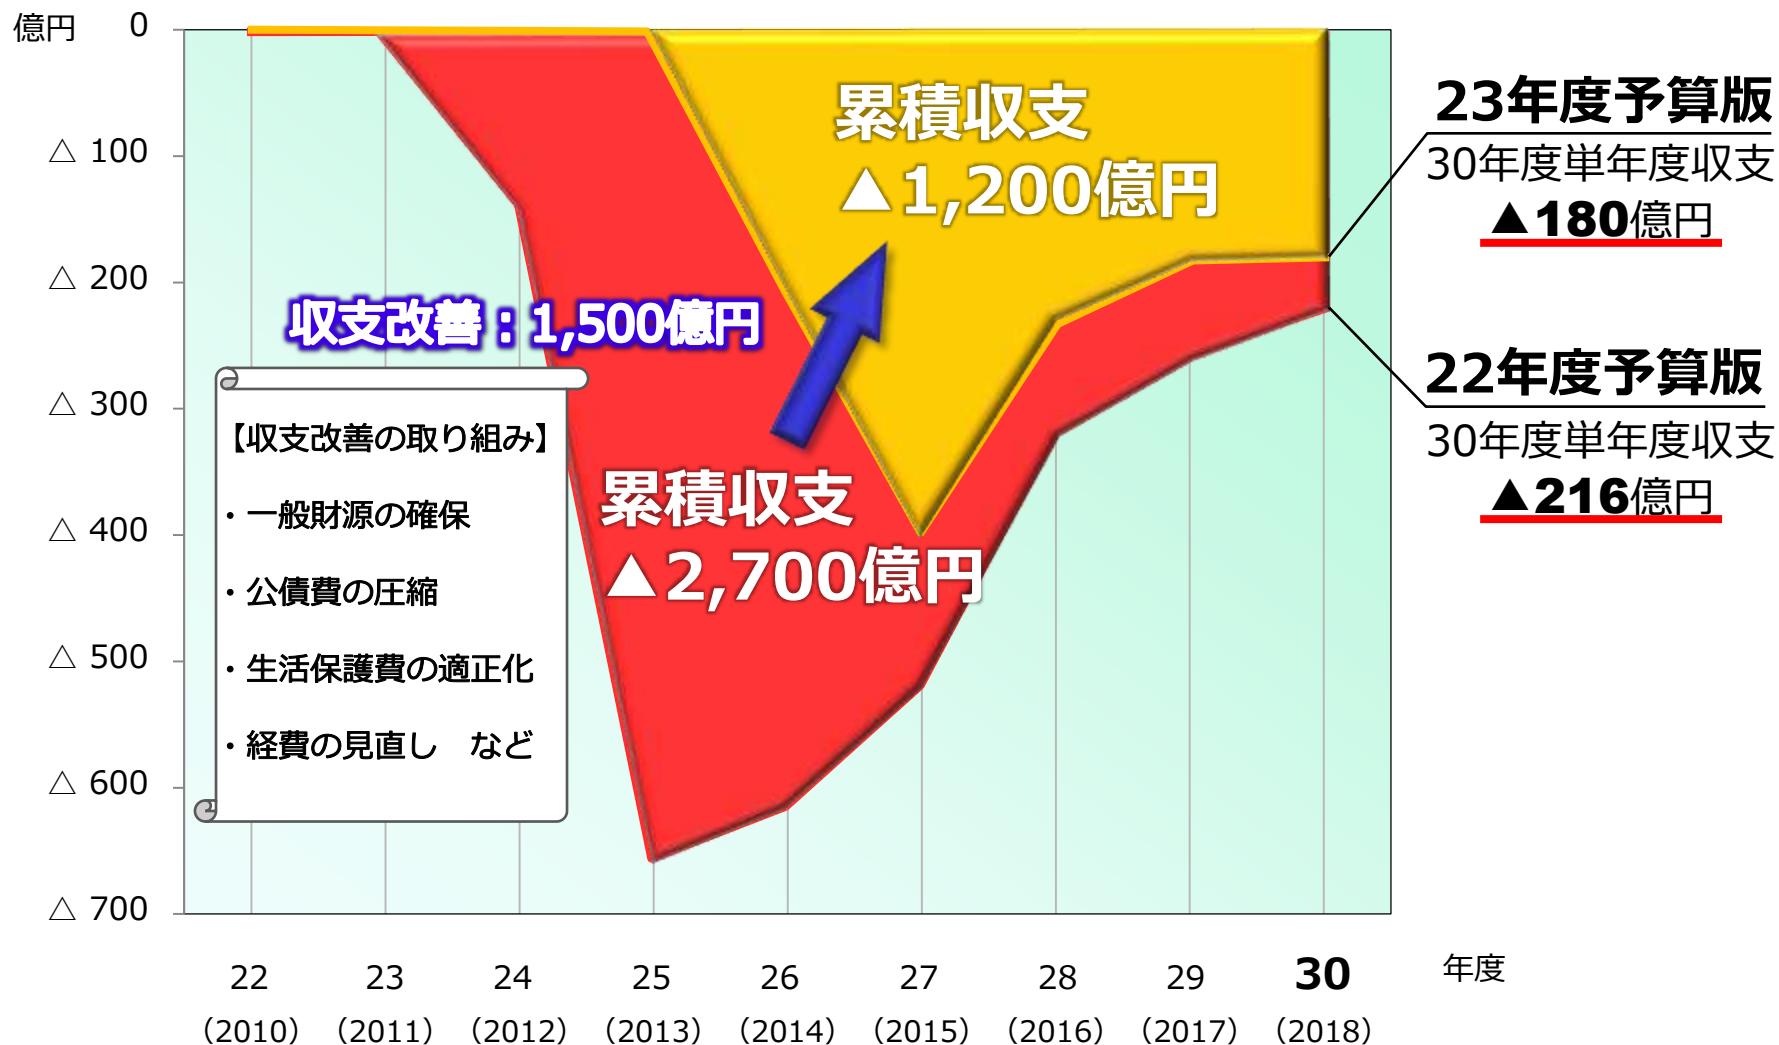 億円
0
△ 100
△ 200
△ 300
△ 400
△ 500
△ 600
△ 700
累積収支
▲1,200億円
収支改善：1,500億円
【収支改善の取り組み】
・一般財源の確保
・公債費の圧縮
・生活保護費の適正化
・経費の見直し　など
累積収支
▲2,700億円
23年度予算版
30年度単年度収支
▲180億円
22年度予算版
30年度単年度収支
▲216億円
22 23 24 25 26 27 28 29 30 年度
（2010） （2011） （2012） （2013） （2014） （2015） （2016） （2017） （2018）